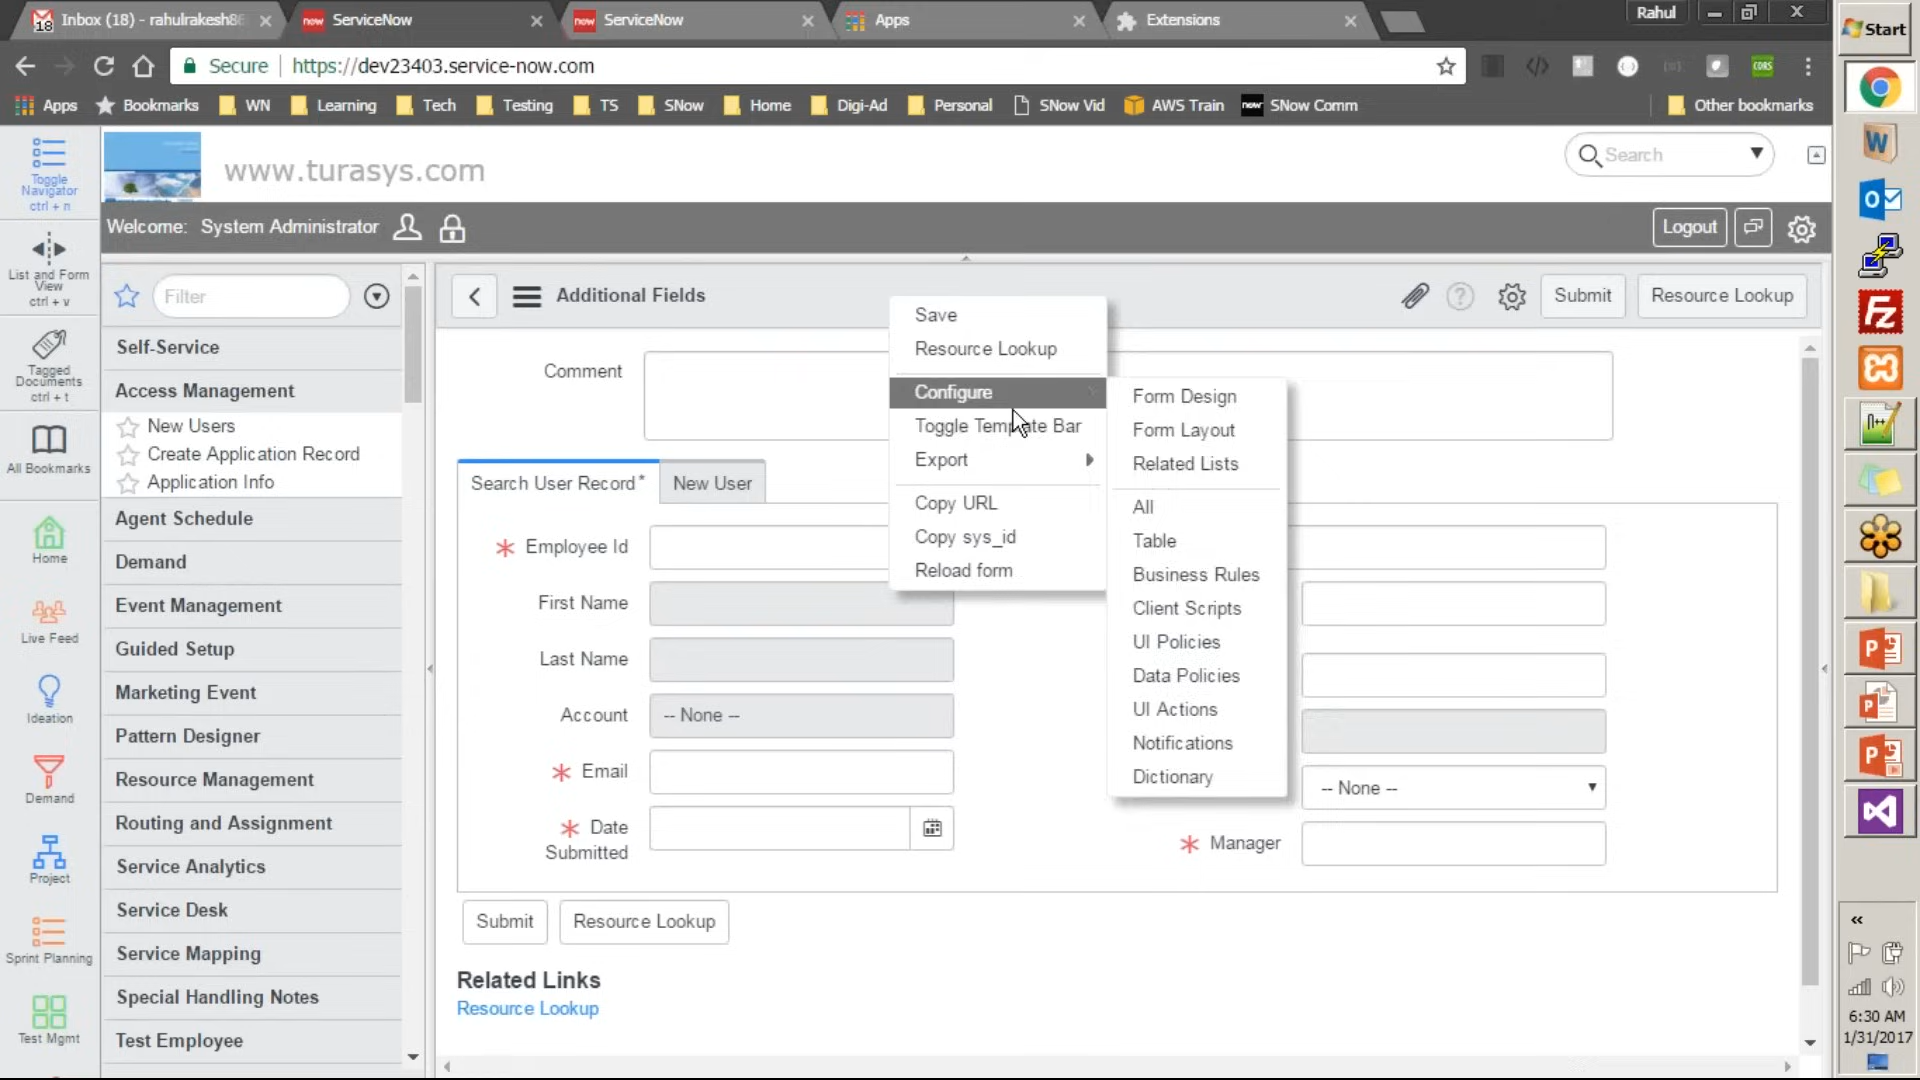 Inbox (18) - rahulrakesh86
ServiceNow
ServiceNow
Apps
Extensions
Rahul
Start
Secure
https://dev23403.service-now.com
Apps
Bookmarks
WN
Learning
Tech
Testing
TS
SNow
Home
Digi-Ad
Personal
SNow Vid
AWS Train
SNow Comm
Other bookmarks
Toggle
Navigator
ctrl + n
www.turasys.com
Search
Welcome: System Administrator
Logout
List and Form
View
ctrl + v
Filter
Additional Fields
Submit
Resource Lookup
Tagged
Documents
ctrl + t
All Bookmarks
Home
Live Feed
Ideation
Demand
Project
Sprint Planning
Test Mgmt
Self-Service
Access Management
New Users
Create Application Record
Application Info
Agent Schedule
Demand
Event Management
Guided Setup
Marketing Event
Pattern Designer
Resource Management
Routing and Assignment
Service Analytics
Service Desk
Service Mapping
Special Handling Notes
Test Employee
Comment
Search User Record*
New User
Employee Id
First Name
Last Name
Account
-- None --
Email
Date
Submitted
Save
Resource Lookup
Configure
Toggle Template Bar
Export
Copy URL
Copy sys_id
Reload form
Form Design
Form Layout
Related Lists
All
Table
Business Rules
Client Scripts
UI Policies
Data Policies
UI Actions
Notifications
Dictionary
-- None --
Manager
Submit
Resource Lookup
Related Links
Resource Lookup
6:30 AM
1/31/2017